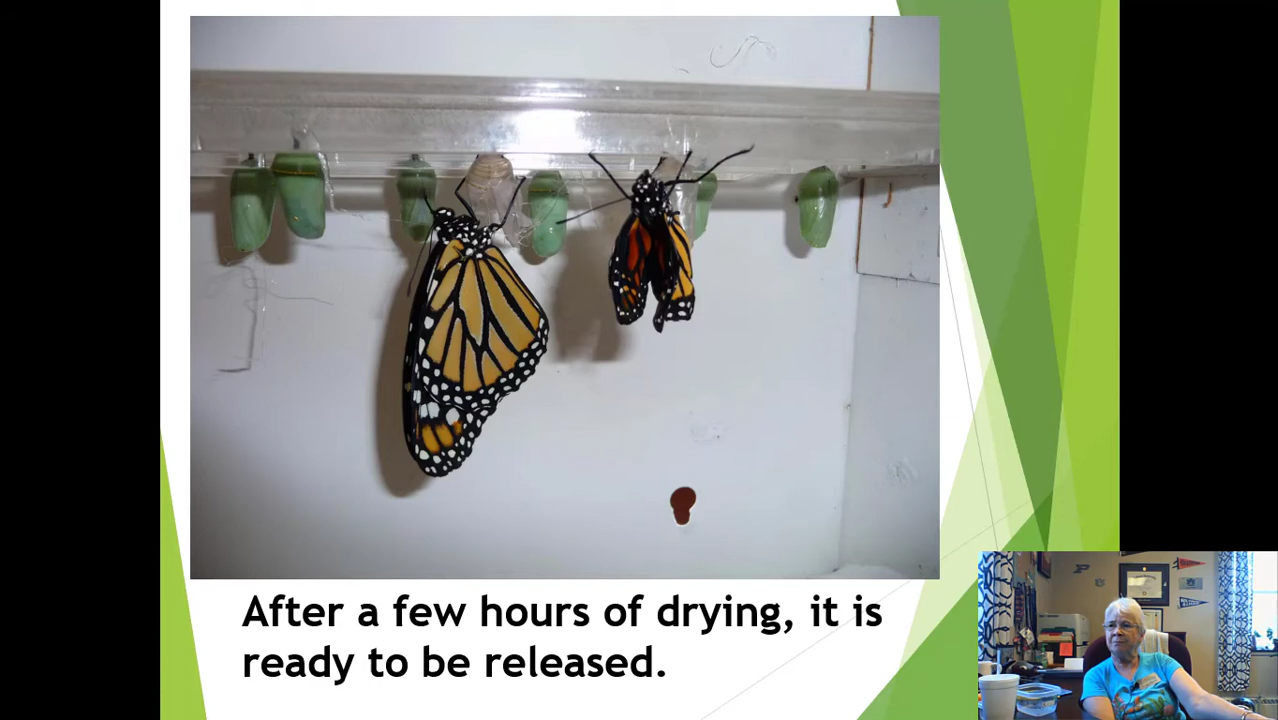 After a few hours of drying, it is
ready to be released.